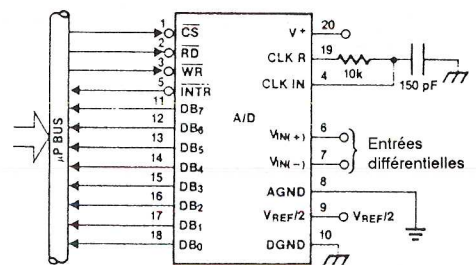 1 CS
2 RD
3 WR
5 INTR
11 DB7
12 DB6
13 DB5
14 DB4
15 DB3
16 DB2
17 DB1
18 DB0
µP BUS
A/D
V+ 20
CLK R 19
10k
150 pF
CLK IN 4
VIN(+) 6
VIN(-) 7
Entrées
différentielles
AGND 8
VREF/2 9 VREF/2
DGND 10